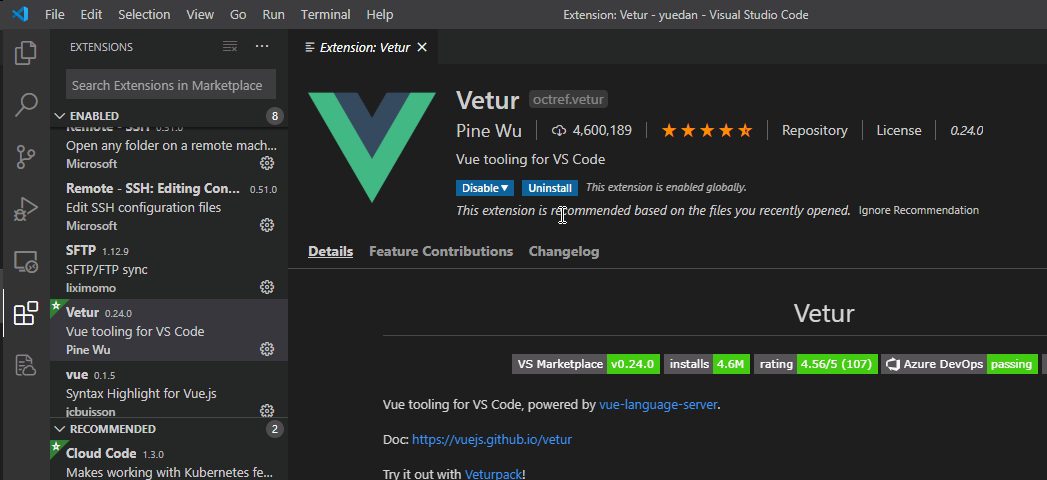 File Edit Selection View Go Run Terminal Help Extension: Vetur - yuedan - Visual Studio Code
EXTENSIONS
Search Extensions in Marketplace
ENABLED 8
Remote - SSH 0.51.0
Open any folder on a remote mach...
Microsoft
Remote - SSH: Editing Con... 0.51.0
Edit SSH configuration files
Microsoft
SFTP 1.12.9
SFTP/FTP sync
liximomo
Vetur 0.24.0
Vue tooling for VS Code
Pine Wu
vue 0.1.5
Syntax Highlight for Vue.js
jcbuisson
RECOMMENDED 2
Cloud Code 1.3.0
Makes working with Kubernetes fe...
Extension: Vetur
Vetur octref.vetur
Pine Wu 4,600,189 Repository License 0.24.0
Vue tooling for VS Code
Disable Uninstall This extension is enabled globally.
This extension is recommended based on the files you recently opened. Ignore Recommendation
Details Feature Contributions Changelog
Vetur
VS Marketplace v0.24.0 installs 4.6M rating 4.56/5 (107) Azure DevOps passing
Vue tooling for VS Code, powered by vue-language-server.
Doc: https://vuejs.github.io/vetur
Try it out with Veturpack!